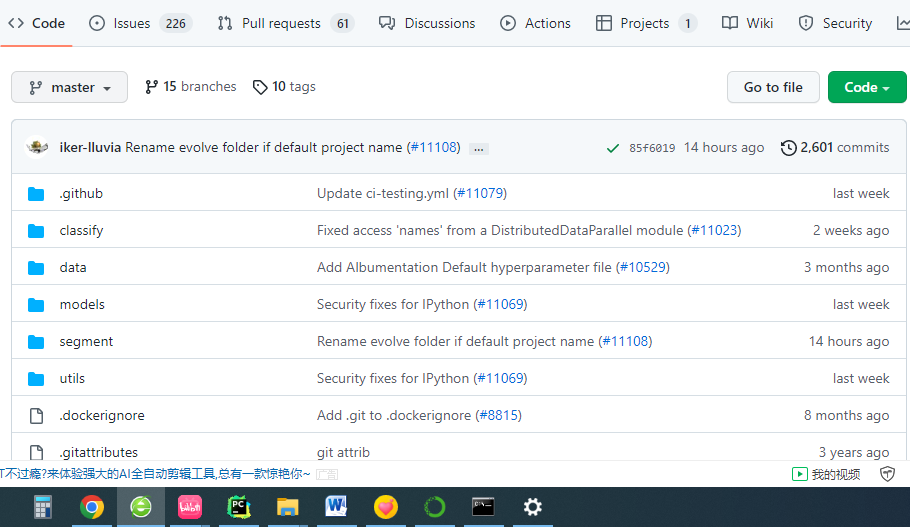 Code Issues 226 Pull requests 61 Discussions Actions Projects 1 Wiki Security
master 15 branches 10 tags Go to file Code
iker-lluvia Rename evolve folder if default project name (#11108) ... 85f6019 14 hours ago 2,601 commits
.github Update ci-testing.yml (#11079) last week
classify Fixed access 'names' from a DistributedDataParallel module (#11023) 2 weeks ago
data Add Albumentation Default hyperparameter file (#10529) 3 months ago
models Security fixes for IPython (#11069) last week
segment Rename evolve folder if default project name (#11108) 14 hours ago
utils Security fixes for IPython (#11069) last week
.dockerignore Add .git to .dockerignore (#8815) 8 months ago
.gitattributes git attrib 3 years ago
T不过瘾?来体验强大的AI全自动剪辑工具,总有一款惊艳你~ 广告 我的视频
bilibili PC W